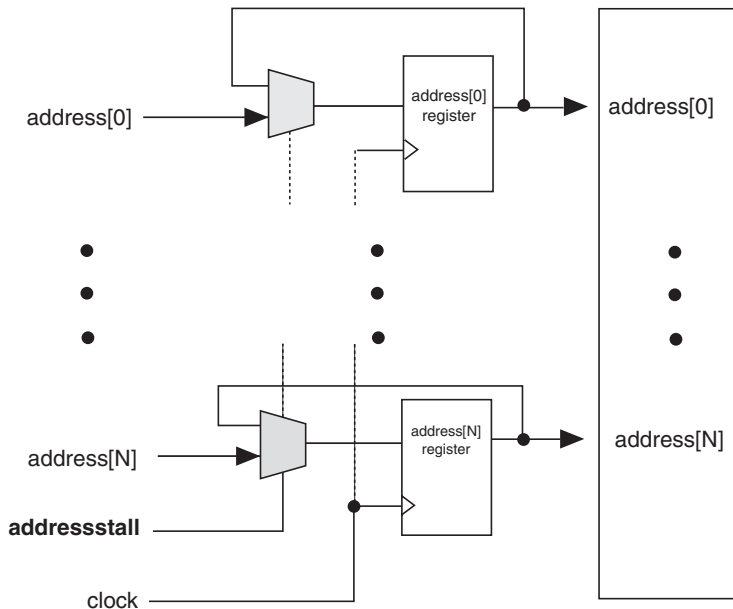 address[0]
address[0]
register
address[0]
address[N]
address[N]
register
address[N]
addressstall
clock